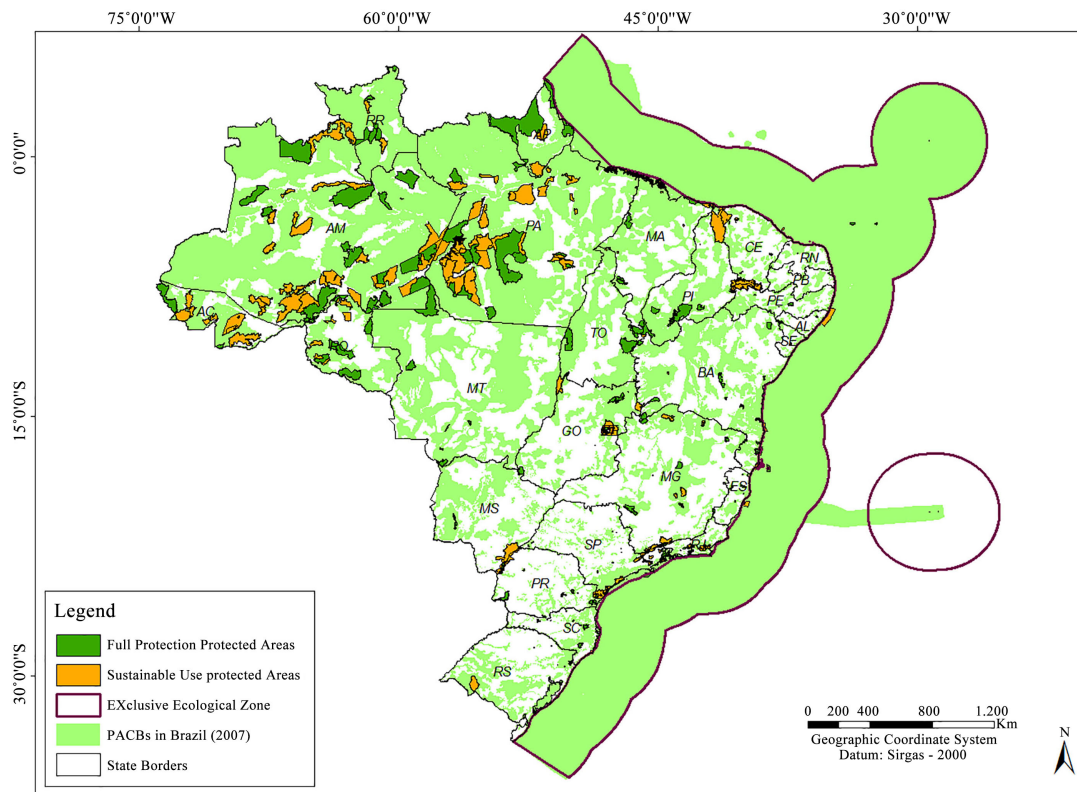 75°0'0"W 60°0'0"W 45°0'0"W 30°0'0"W
0°0'0"
15°0'0"S
30°0'0"S
RR
AP
AM
PA
MA
CE
RN
PB
PE
PI
AL
SE
AC
RO
TO
BA
MT
GO
MG
ES
MS
SP
RJ
PR
SC
RS
Legend
Full Protection Protected Areas
Sustainable Use protected Areas
EXclusive Ecological Zone
PACBs in Brazil (2007)
State Borders
0 200 400 800 1.200
Km
Geographic Coordinate System
Datum: Sirgas - 2000
N